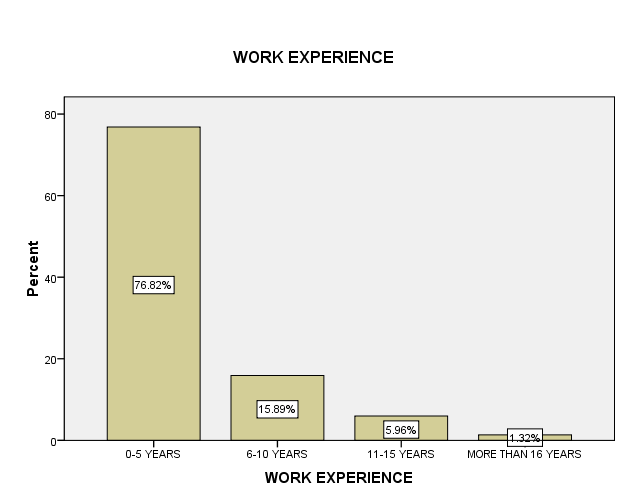 WORK EXPERIENCE
Percent
80
60
40
20
0
76.82%
15.89%
5.96%
1.32%
0-5 YEARS
6-10 YEARS
11-15 YEARS
MORE THAN 16 YEARS
WORK EXPERIENCE